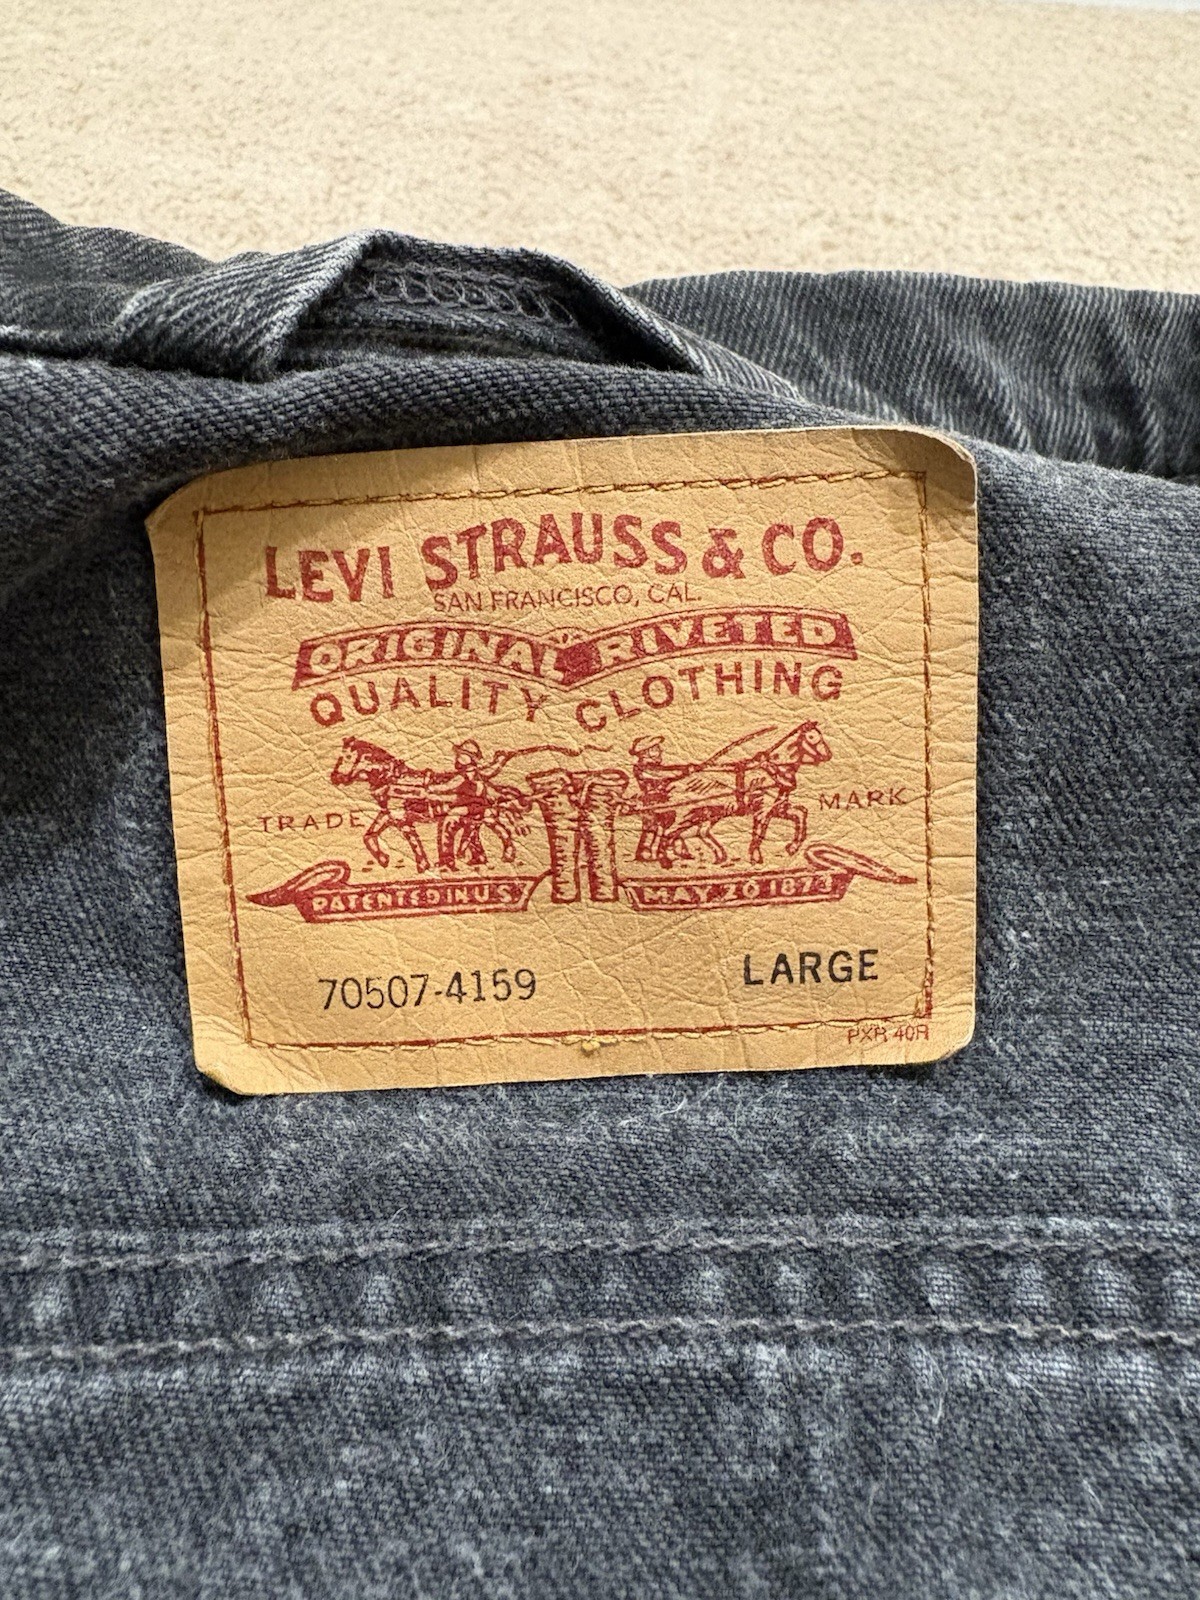 LEVI STRAUSS & CO.
SAN FRANCISCO, CAL.
ORIGINAL RIVETED
QUALITY CLOTHING
TRADE MARK
PATENTED IN U.S. MAY 20 1873
70507-4159 LARGE
PXR 40R